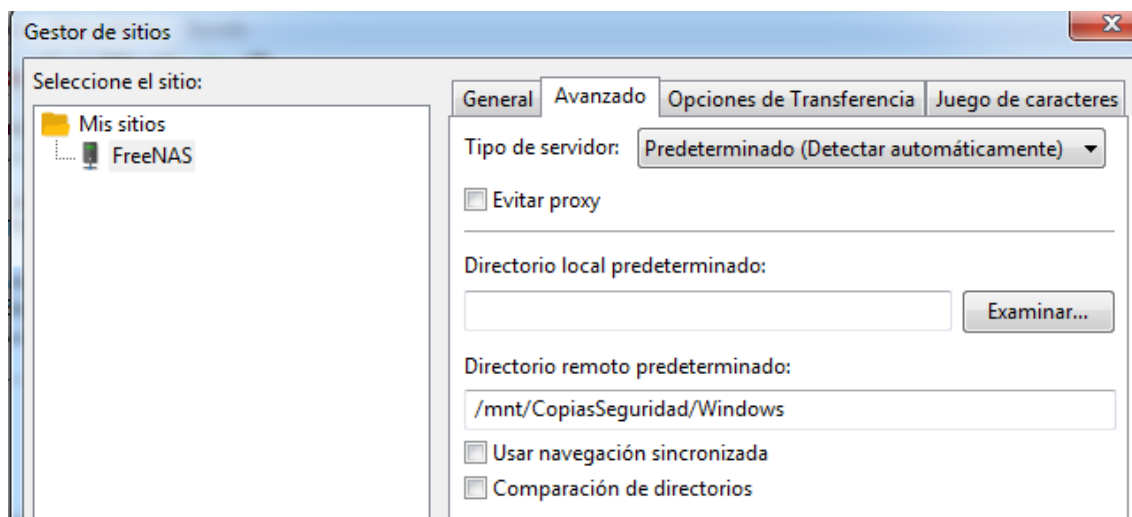 Gestor de sitios
Seleccione el sitio:
Mis sitios
FreeNAS
General Avanzado Opciones de Transferencia Juego de caracteres
Tipo de servidor: Predeterminado (Detectar automáticamente)
Evitar proxy
Directorio local predeterminado:
Examinar...
Directorio remoto predeterminado:
/mnt/CopiasSeguridad/Windows
Usar navegación sincronizada
Comparación de directorios